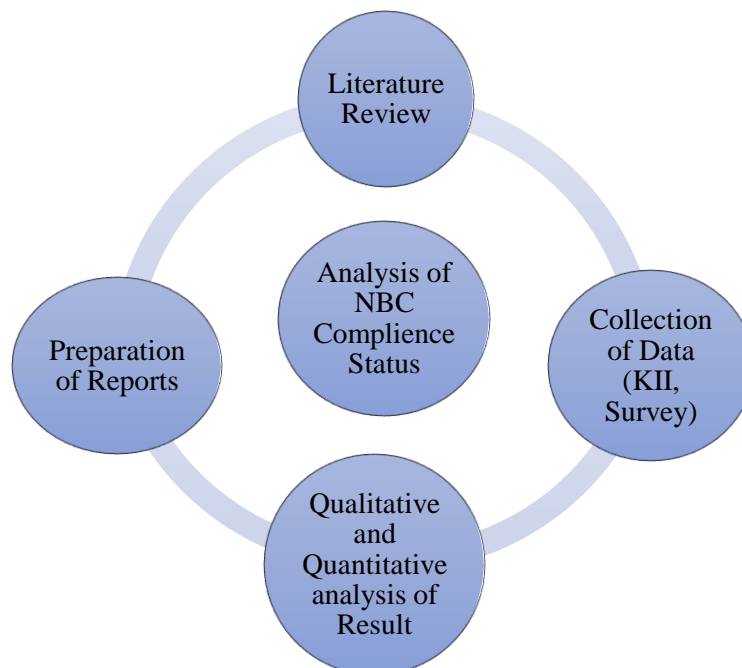 Literature
Review
Analysis of
NBC
Complience
Status
Collection
of Data
(KII,
Survey)
Preparation
of Reports
Qualitative
and
Quantitative
analysis of
Result